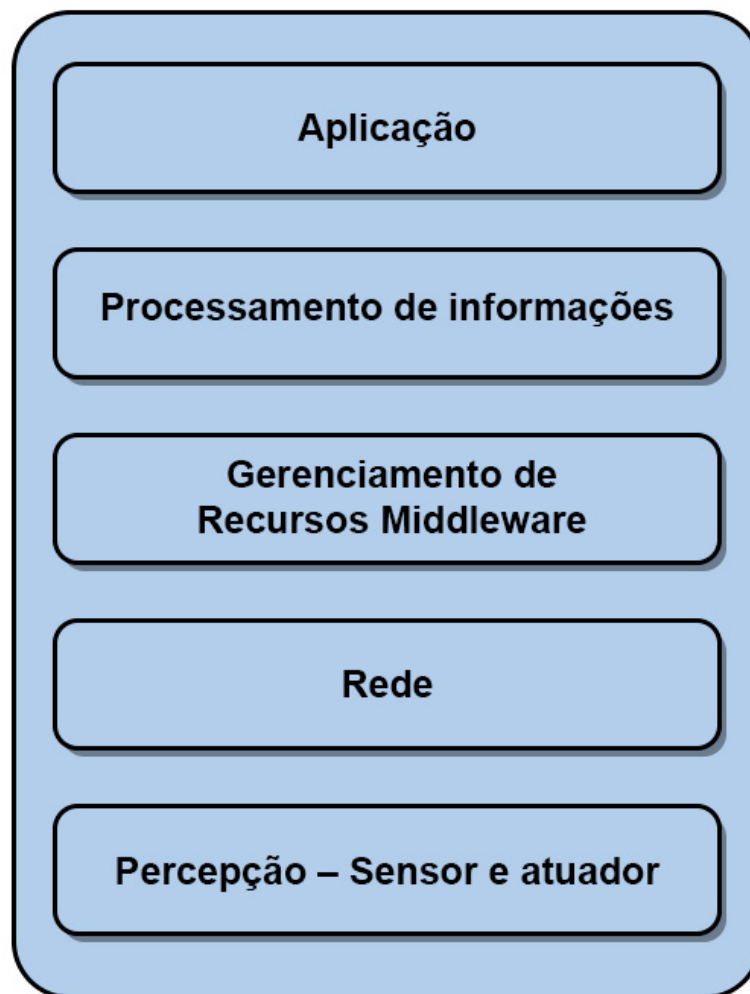 Aplicação
Processamento de informações
Gerenciamento de
Recursos Middleware
Rede
Percepção – Sensor e atuador